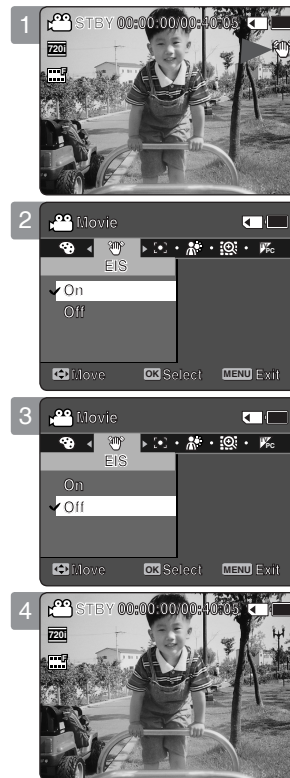 1
STBY 00:00:00/00:40:05
720i
F
2
Movie
PC
EIS
On
Off
Move OK Select MENU Exit
3
Movie
PC
EIS
On
Off
Move OK Select MENU Exit
4
STBY 00:00:00/00:40:05
720i
F